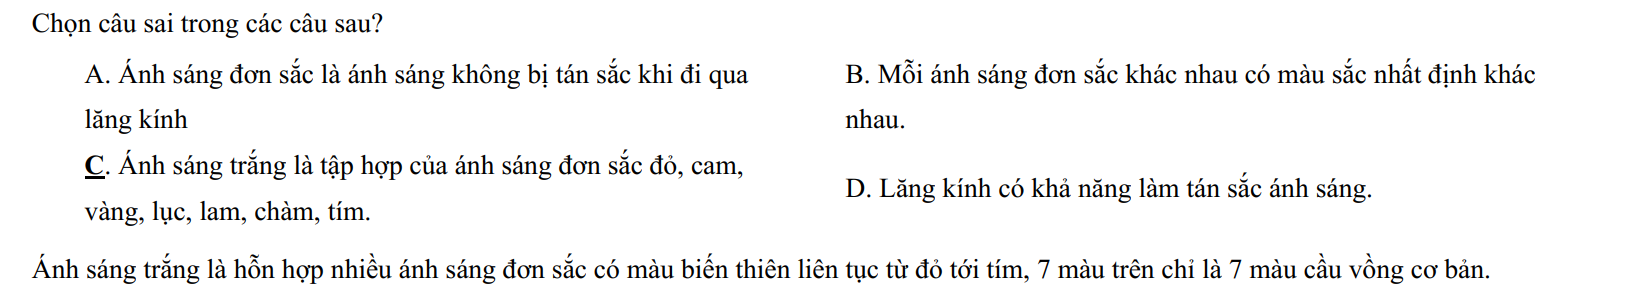 Chọn câu sai trong các câu sau?
A. Ánh sáng đơn sắc là ánh sáng không bị tán sắc khi đi qua
lăng kính
B. Mỗi ánh sáng đơn sắc khác nhau có màu sắc nhất định khác
nhau.
C. Ánh sáng trắng là tập hợp của ánh sáng đơn sắc đỏ, cam,
vàng, lục, lam, chàm, tím.
D. Lăng kính có khả năng làm tán sắc ánh sáng.
Ánh sáng trắng là hỗn hợp nhiều ánh sáng đơn sắc có màu biến thiên liên tục từ đỏ tới tím, 7 màu trên chỉ là 7 màu cầu vồng cơ bản.